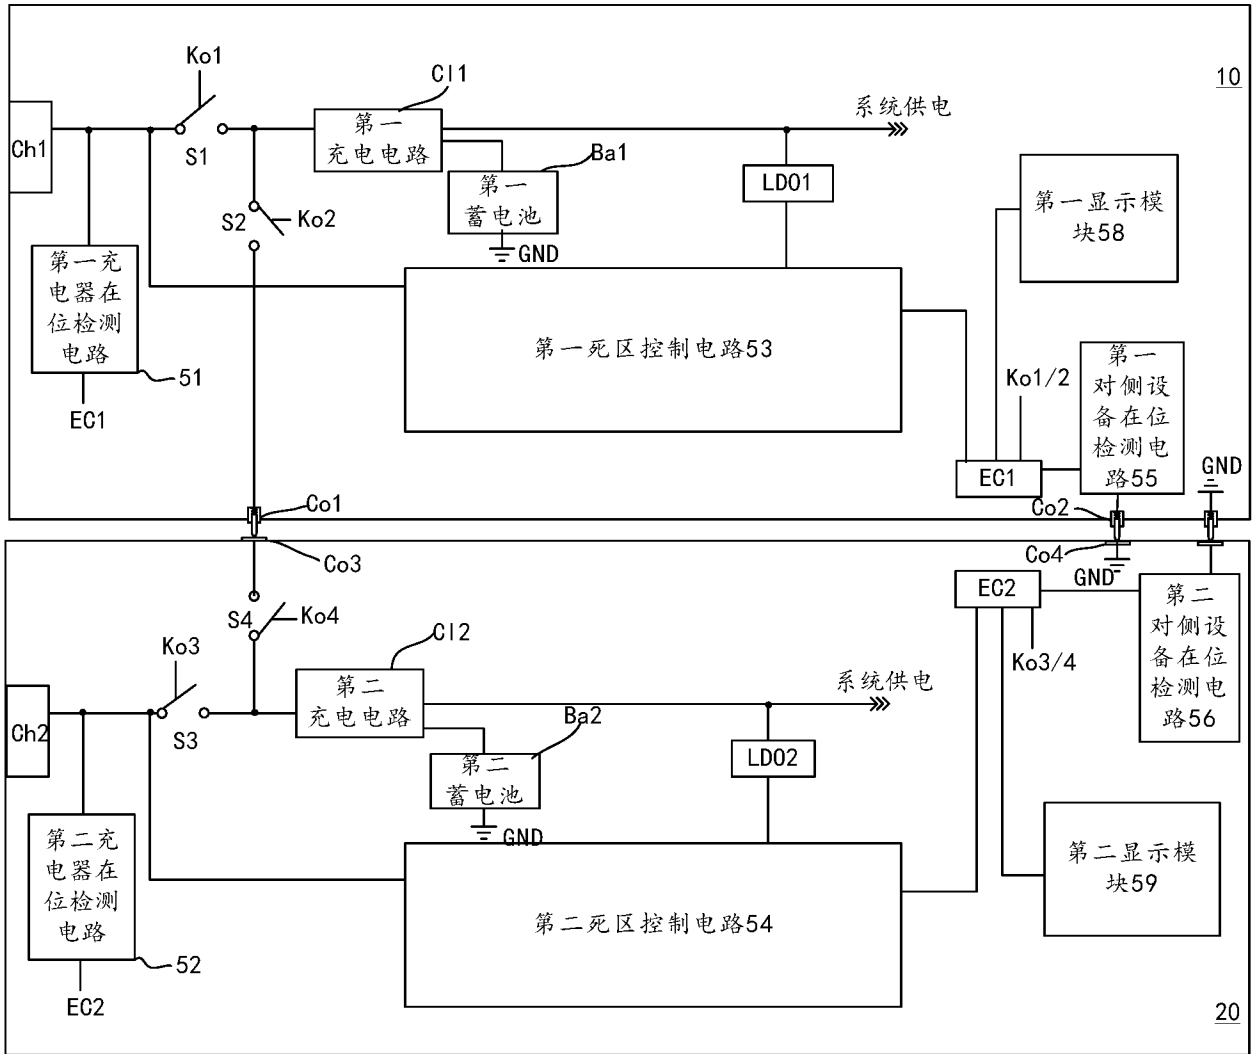 10
Ko1
Cl1
系统供电
Ch1
S1
第一
充电电路
Ba1
LDO1
第一
蓄电池
S2
Ko2
GND
第一显示模
块58
第一充
电器在
位检测
电路
51
EC1
第一死区控制电路53
Ko1/2
第一
对侧设
备在位
检测电
路55
EC1
GND
Co1
Co2
Co3
Co4
GND
EC2
第二
对侧设
备在位
检测电
路56
Ko3/4
S4
Ko4
Ko3
Cl2
第二
充电电路
系统供电
Ch2
S3
Ba2
LDO2
第二
蓄电池
GND
第二充
电器在
位检测
电路
52
EC2
第二死区控制电路54
第二显示模
块59
20